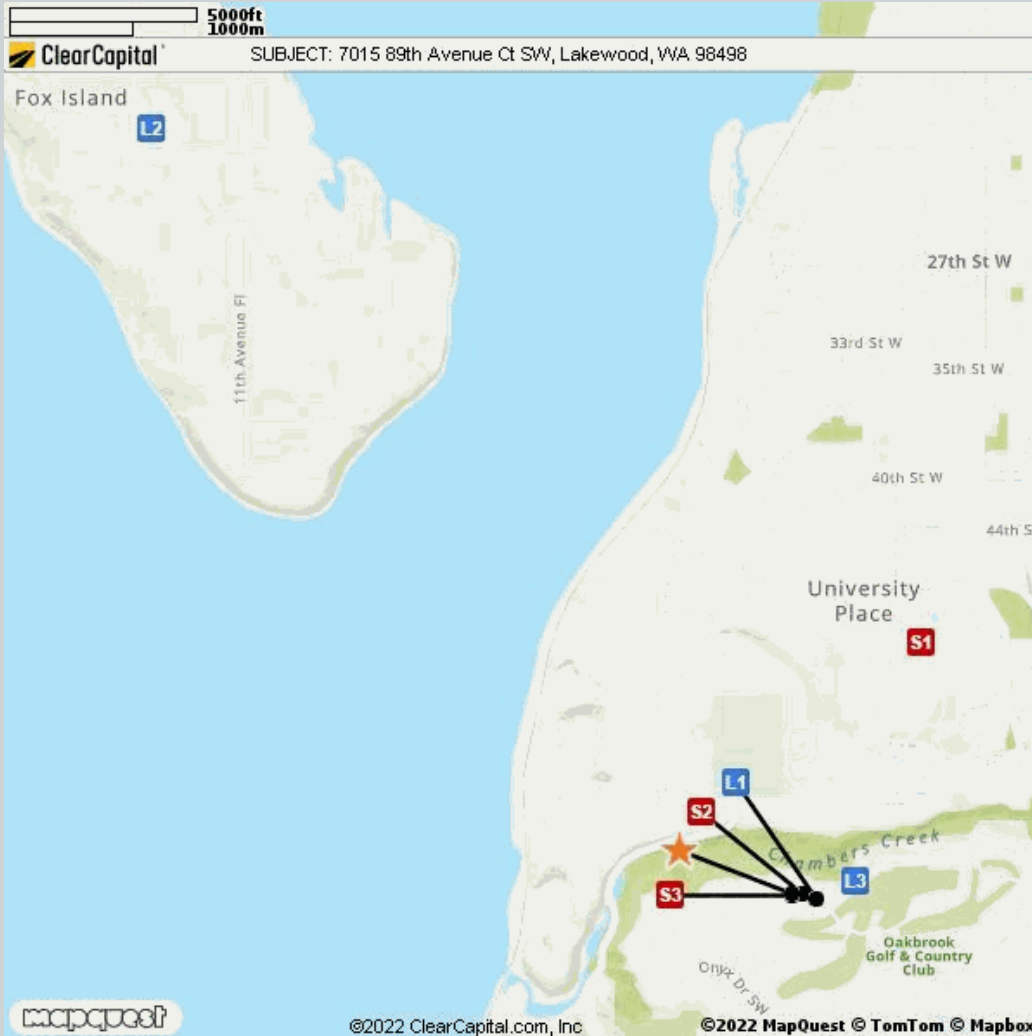 5000ft
1000m
ClearCapital
SUBJECT: 7015 89th Avenue Ct SW, Lakewood, WA 98498
Fox Island
L2
27th St W
11th Avenue FI
33rd St W
35th St W
40th St W
44th S
University
Place
S1
L1
S2
Chambers Creek
L3
S3
Oakbrook
Golf & Country
Club
Onyx Dr SW
mapquest
©2022 ClearCapital.com, Inc
©2022 MapQuest © TomTom © Mapbox